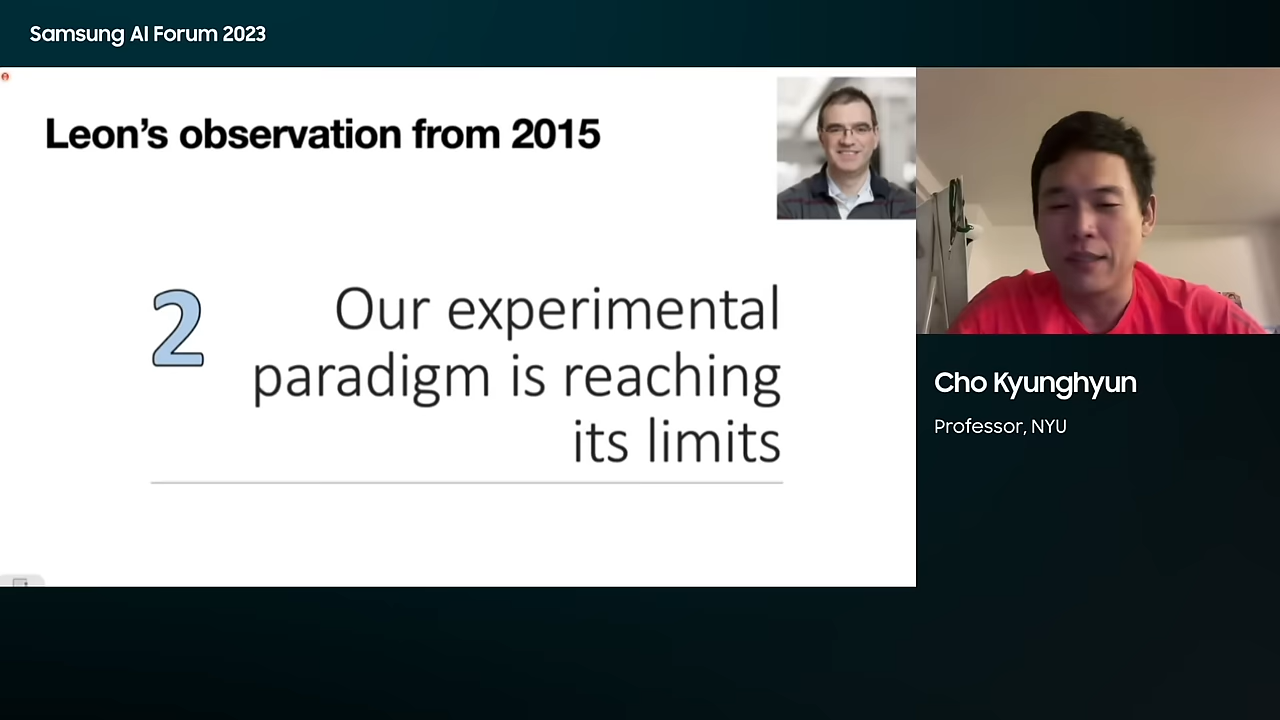 Samsung AI Forum 2023
Leon's observation from 2015
2
Our experimental
paradigm is reaching
its limits
Cho Kyunghyun
Professor, NYU